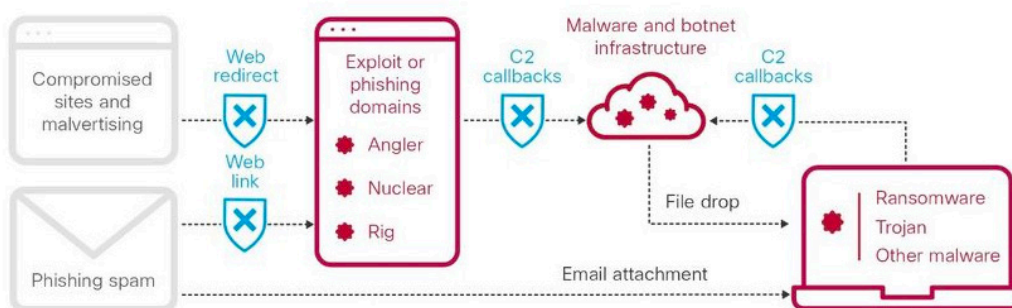 Compromised
sites and
malvertising
Web
redirect
Web
link
Phishing spam
Exploit or
phishing
domains
Angler
Nuclear
Rig
C2
callbacks
Malware and botnet
infrastructure
C2
callbacks
File drop
Email attachment
Ransomware
Trojan
Other malware